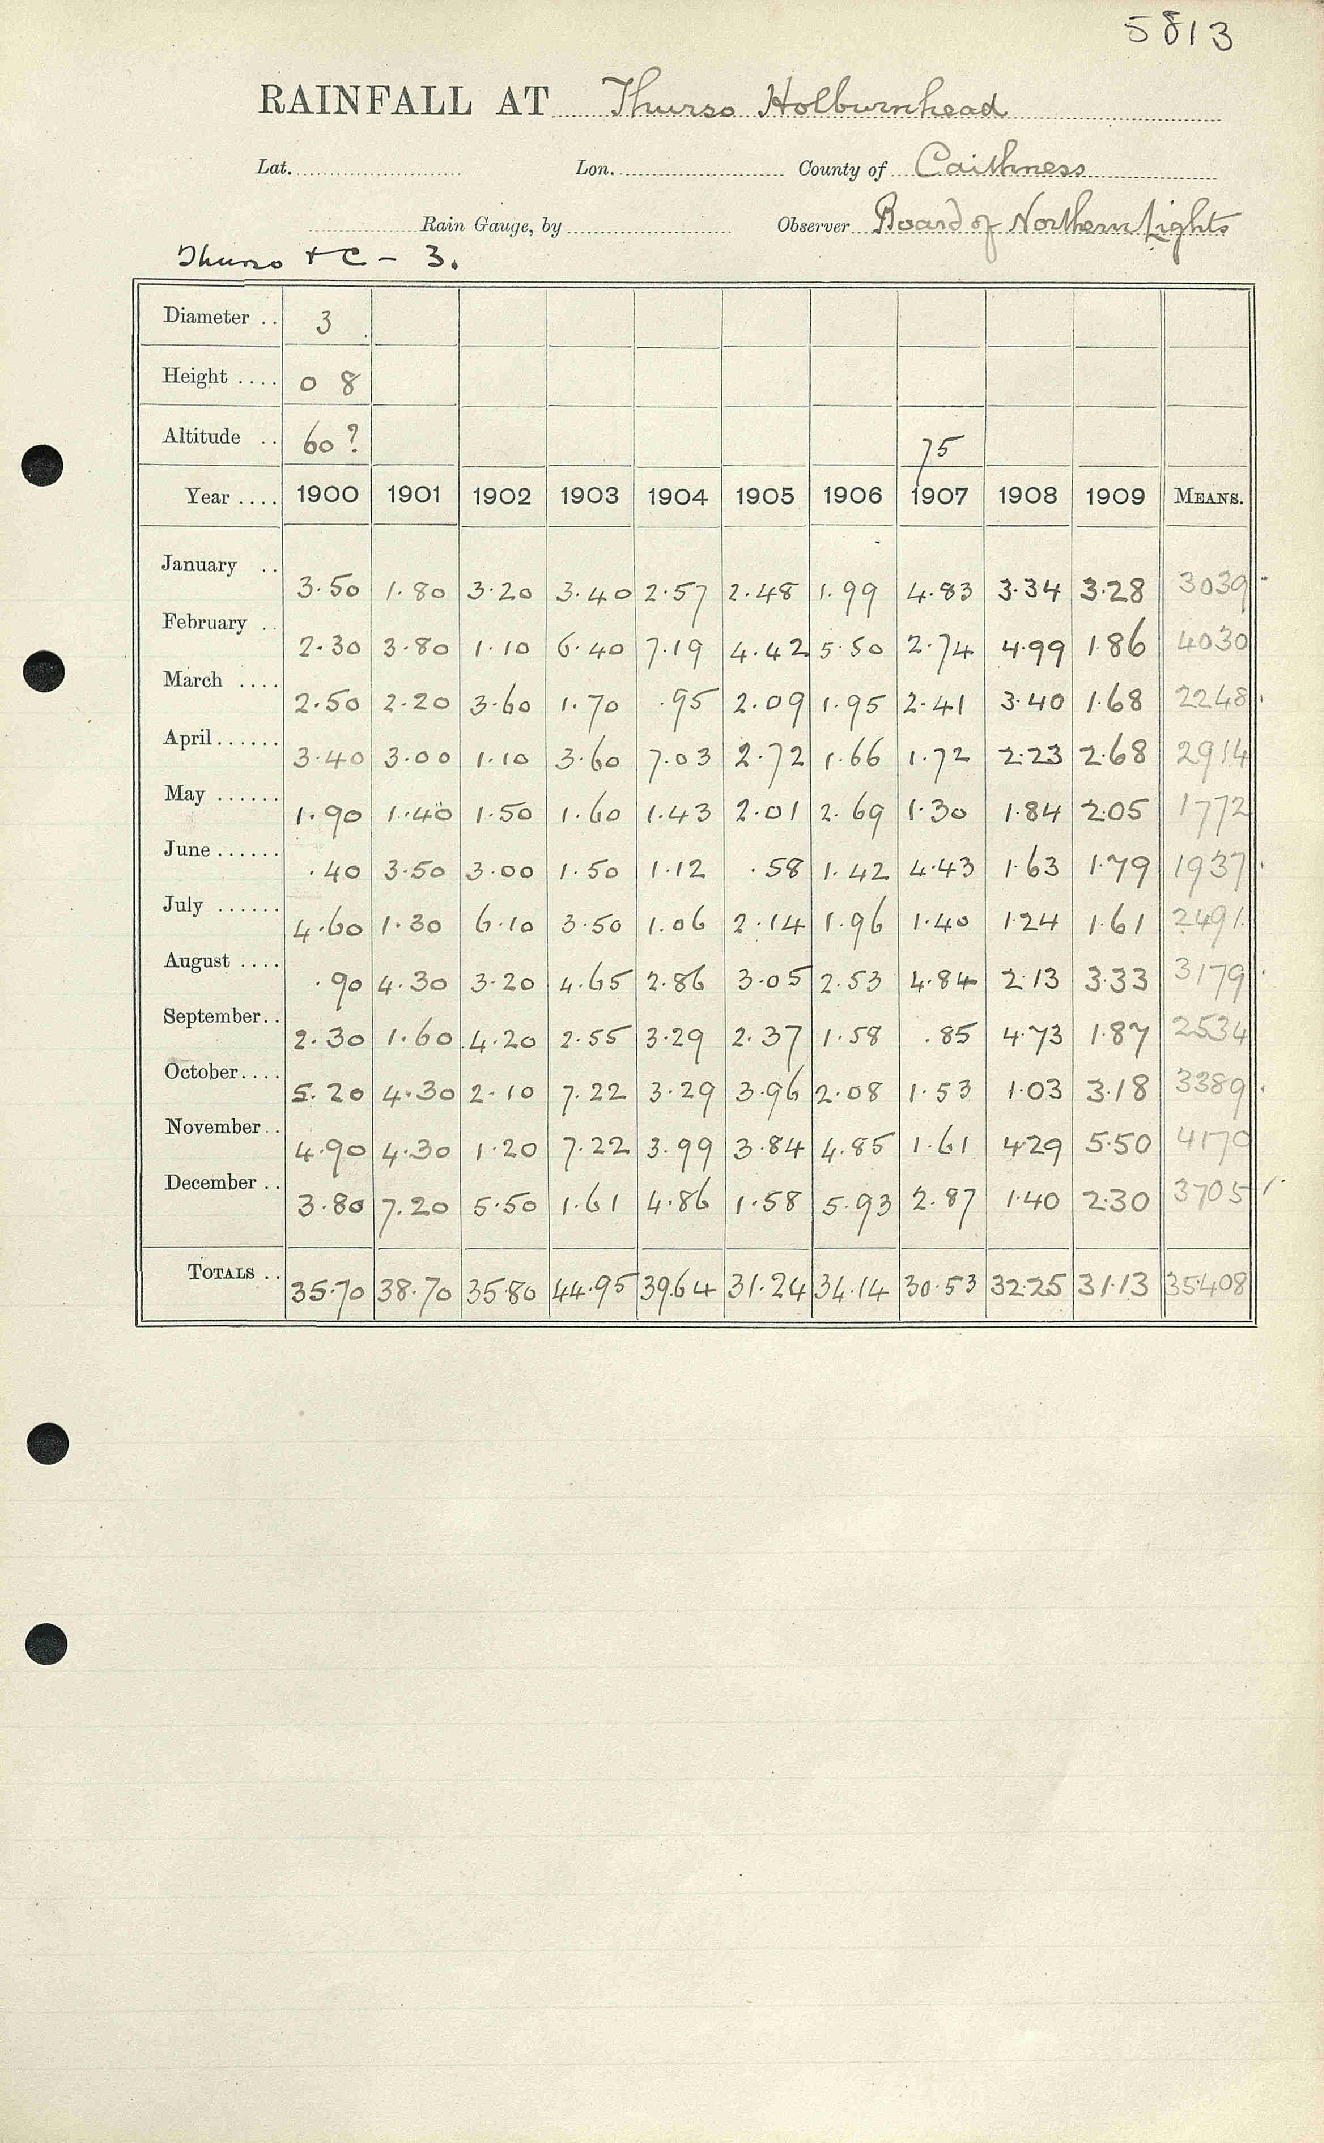 5813
RAINFALL AT Thurso Holburnhead
Lat. Lon. County of Caithness
Rain Gauge, by Observer Board of Northern Lights
Thurso + C - 3.
Diameter .. 3
Height .... 0 8
Altitude .. 60? 75
Year .... 1900 1901 1902 1903 1904 1905 1906 1907 1908 1909 MEANS.
January .. 3.50 1.80 3.20 3.40 2.57 2.48 1.99 4.83 3.34 3.28 3039
February .. 2.30 3.80 1.10 6.40 7.19 4.42 5.50 2.74 4.99 1.86 4030
March .... 2.50 2.20 3.60 1.70 .95 2.09 1.95 2.41 3.40 1.68 2248
April...... 3.40 3.00 1.10 3.60 7.03 2.72 1.66 1.72 2.23 2.68 2914
May ...... 1.90 1.40 1.50 1.60 1.43 2.01 2.69 1.30 1.84 2.05 1772
June...... .40 3.50 3.00 1.50 1.12 .58 1.42 4.43 1.63 1.79 1937
July ...... 4.60 1.30 6.10 3.50 1.06 2.14 1.96 1.40 1.24 1.61 2491
August .... .90 4.30 3.20 4.65 2.86 3.05 2.53 4.84 2.13 3.33 3179
September.. 2.30 1.60 4.20 2.55 3.29 2.37 1.58 .85 4.73 1.87 2534
October.... 5.20 4.30 2.10 7.22 3.29 3.96 2.08 1.53 1.03 3.18 3389
November.. 4.90 4.30 1.20 7.22 3.99 3.84 4.85 1.61 4.29 5.50 4170
December .. 3.80 7.20 5.50 1.61 4.86 1.58 5.93 2.87 1.40 2.30 3705
TOTALS .. 35.70 38.70 35.80 44.95 39.64 31.24 34.14 30.53 32.25 31.13 35.408